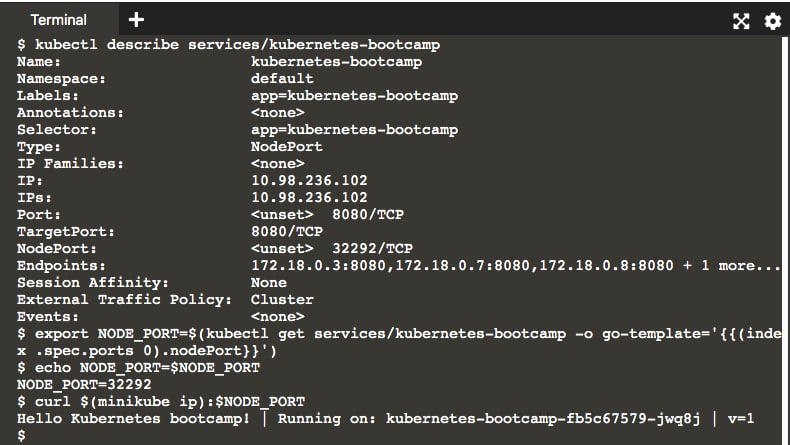 Terminal
$ kubectl describe services/kubernetes-bootcamp
Name: kubernetes-bootcamp
Namespace: default
Labels: app=kubernetes-bootcamp
Annotations: <none>
Selector: app=kubernetes-bootcamp
Type: NodePort
IP Families: <none>
IP: 10.98.236.102
IPs: 10.98.236.102
Port: <unset> 8080/TCP
TargetPort: 8080/TCP
NodePort: <unset> 32292/TCP
Endpoints: 172.18.0.3:8080,172.18.0.7:8080,172.18.0.8:8080 + 1 more...
Session Affinity: None
External Traffic Policy: Cluster
Events: <none>
$ export NODE_PORT=$(kubectl get services/kubernetes-bootcamp -o go-template='{{(inde
x .spec.ports 0).nodePort}}')
$ echo NODE_PORT=$NODE_PORT
NODE_PORT=32292
$ curl $(minikube ip):$NODE_PORT
Hello Kubernetes bootcamp! | Running on: kubernetes-bootcamp-fb5c67579-jwq8j | v=1
$